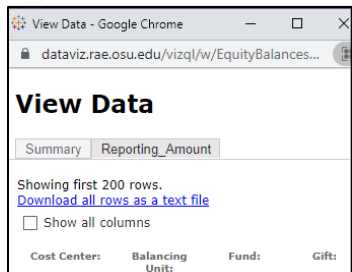 View Data - Google Chrome
dataviz.rae.osu.edu/vizql/w/EquityBalances...
View Data
Summary Reporting_Amount
Showing first 200 rows.
Download all rows as a text file
Show all columns
Cost Center: Balancing Unit: Fund: Gift: